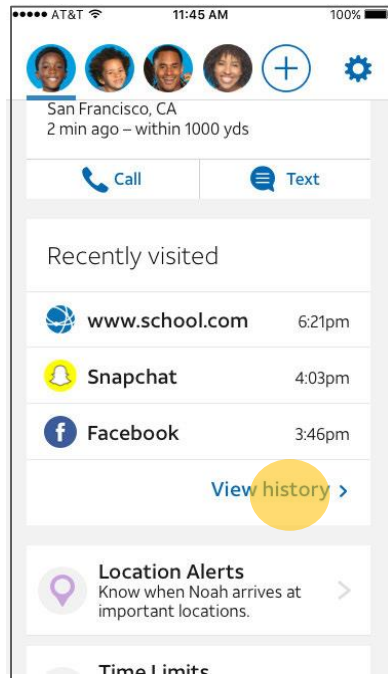 AT&T 11:45 AM 100%
San Francisco, CA
2 min ago – within 1000 yds
Call Text
Recently visited
www.school.com 6:21pm
Snapchat 4:03pm
f Facebook 3:46pm
View history >
Location Alerts
Know when Noah arrives at
important locations.
Time Limits